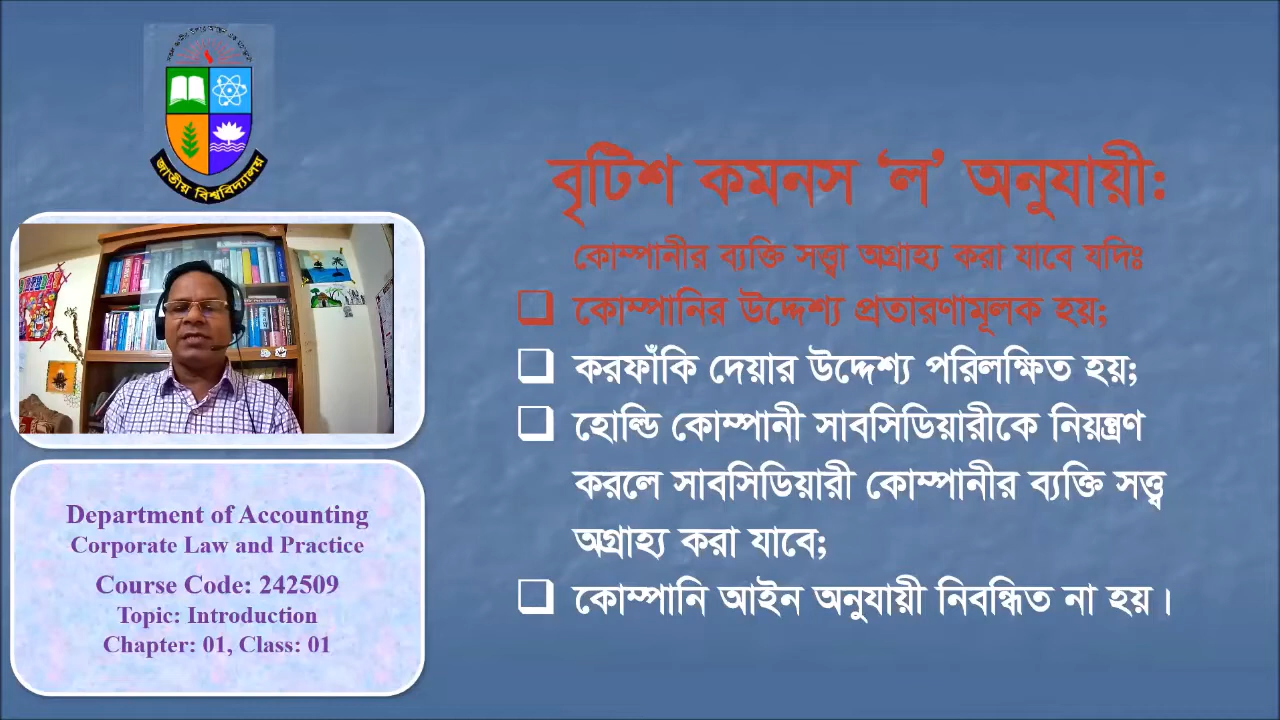 জাতীয় বিশ্ববিদ্যালয়
Department of Accounting
Corporate Law and Practice
Course Code: 242509
Topic: Introduction
Chapter: 01, Class: 01
বৃটিশ কমনস ‘ল’ অনুযায়ী:
কোম্পানীর ব্যক্তি সত্ত্বা অগ্রাহ্য করা যাবে যদিঃ
কোম্পানির উদ্দেশ্য প্রতারণামূলক হয়;
করফাঁকি দেয়ার উদ্দেশ্য পরিলক্ষিত হয়;
হোল্ডি কোম্পানী সাবসিডিয়ারীকে নিয়ন্ত্রণ
করলে সাবসিডিয়ারী কোম্পানীর ব্যক্তি সত্ত্ব
অগ্রাহ্য করা যাবে;
কোম্পানি আইন অনুযায়ী নিবন্ধিত না হয়।